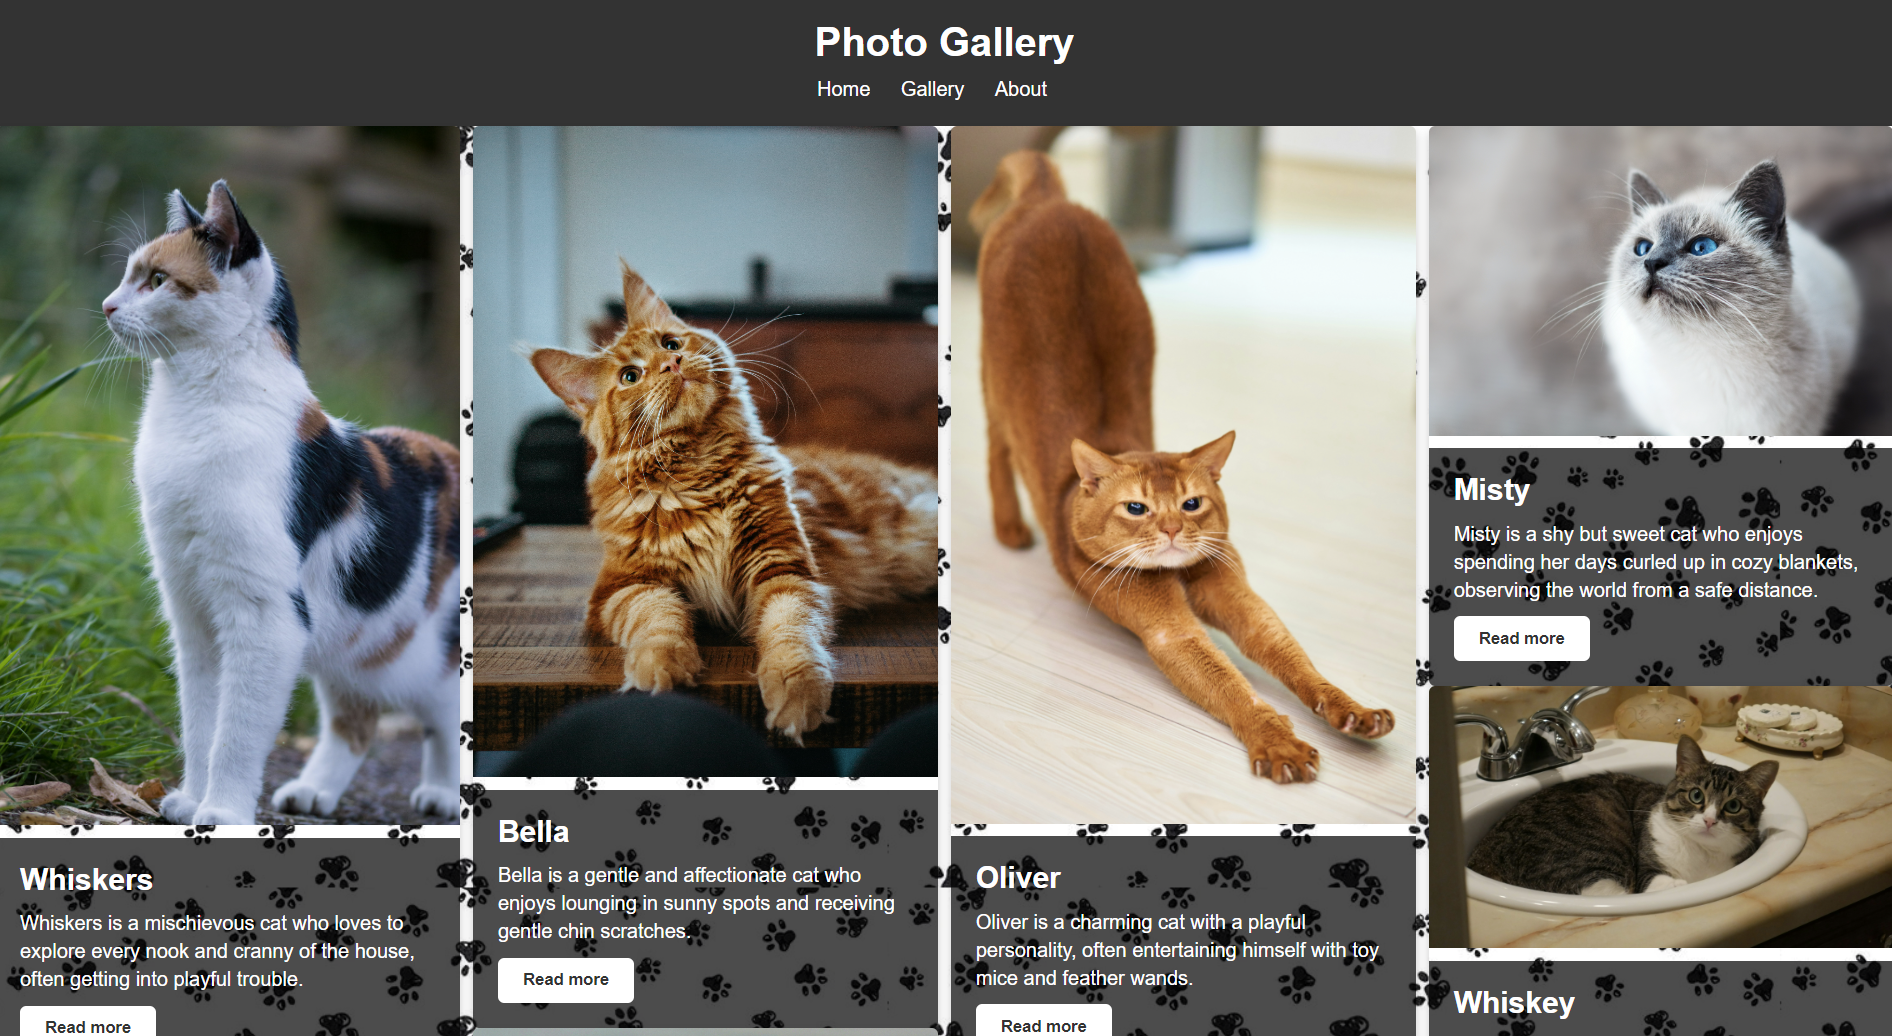 Photo Gallery
Home Gallery About
Whiskers
Whiskers is a mischievous cat who loves to
explore every nook and cranny of the house,
often getting into playful trouble.
Read more
Bella
Bella is a gentle and affectionate cat who
enjoys lounging in sunny spots and receiving
gentle chin scratches.
Read more
Oliver
Oliver is a charming cat with a playful
personality, often entertaining himself with toy
mice and feather wands.
Read more
Misty
Misty is a shy but sweet cat who enjoys
spending her days curled up in cozy blankets,
observing the world from a safe distance.
Read more
Whiskey